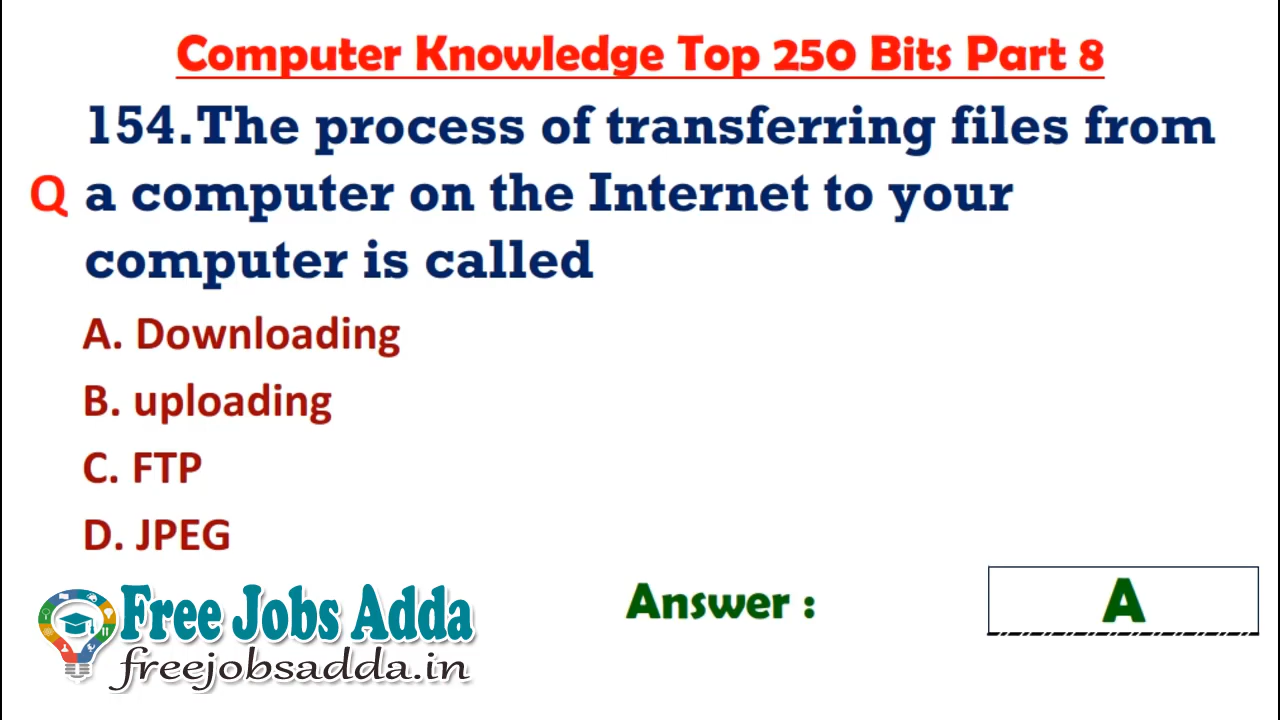 Computer Knowledge Top 250 Bits Part 8
154.The process of transferring files from
Q a computer on the Internet to your
computer is called
A. Downloading
B. uploading
C. FTP
D. JPEG
Free Jobs Adda
freejobsadda.in
Answer : A